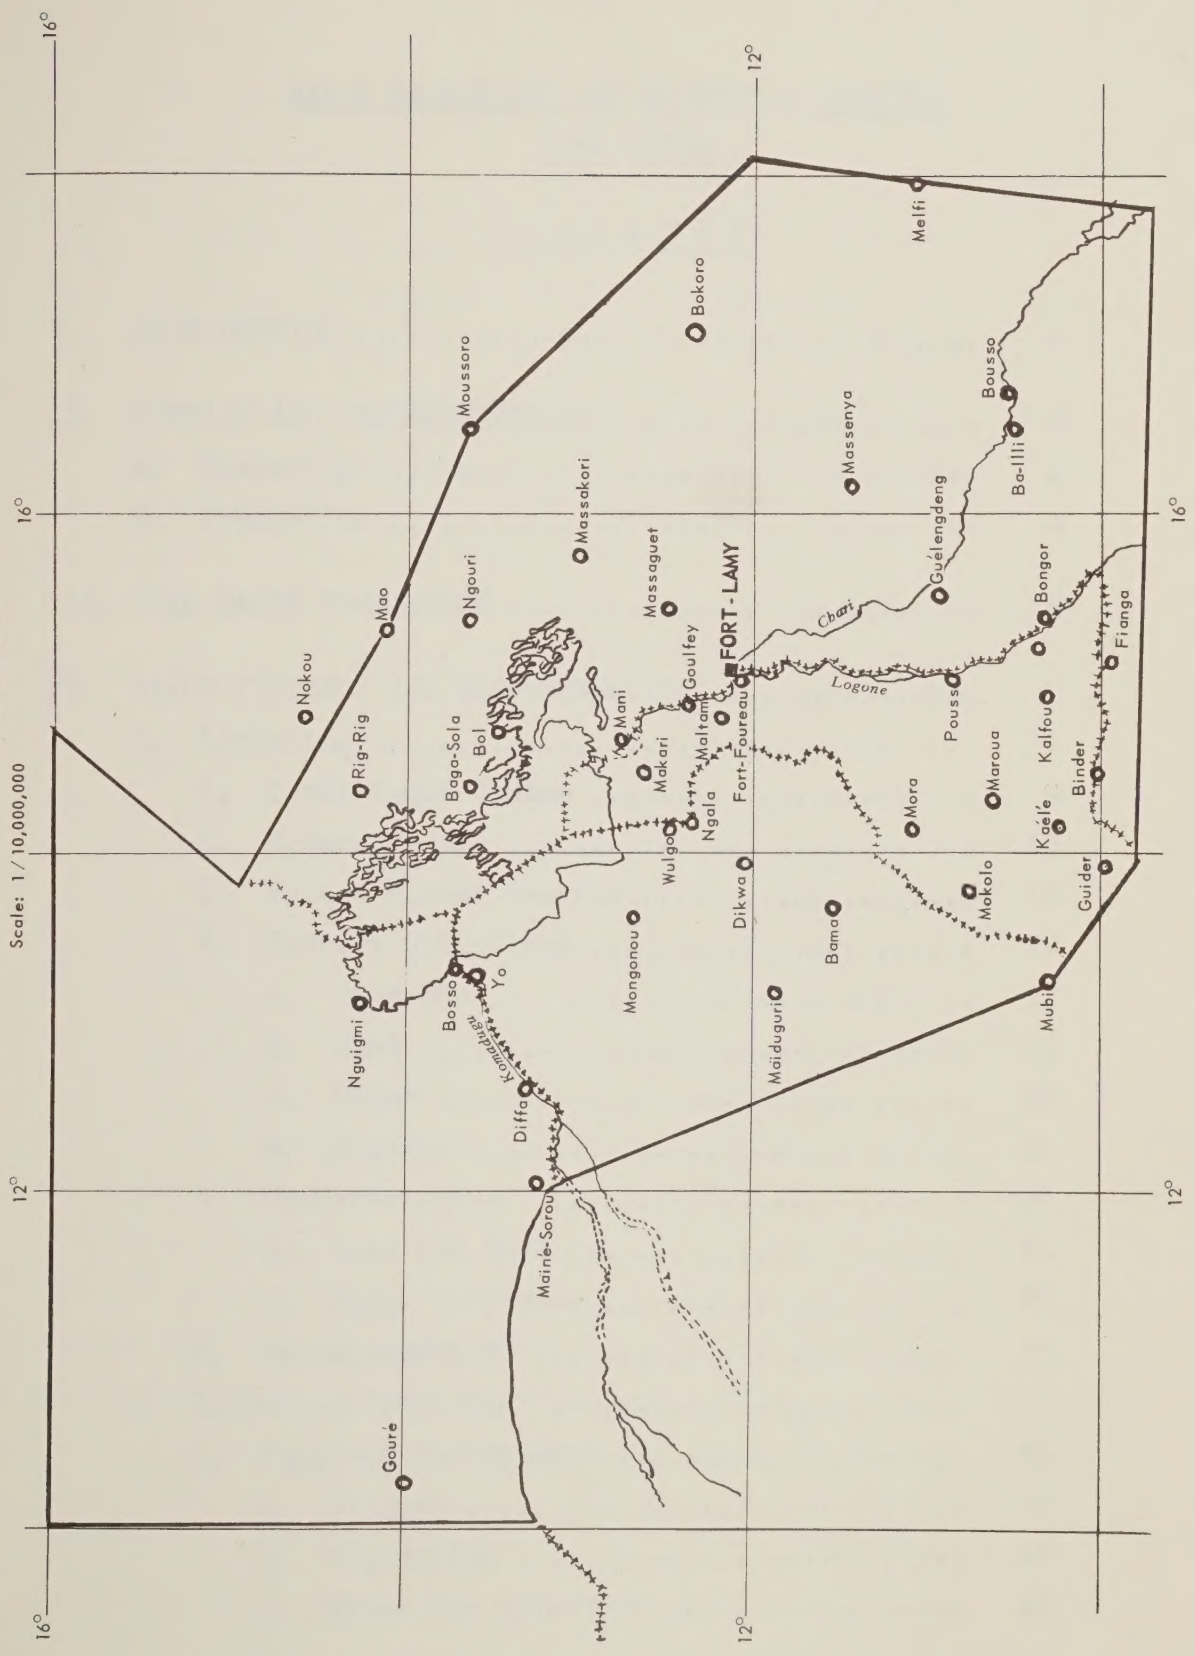 Scale: 1 / 10,000,000
16°
12°
16°
12°
16°
12°
16°
12°
Gouré
Nguigmi
Rig-Rig
Nokou
Mao
Bosso
Yo
Baga-Sola
Bol
Ngouri
Moussoro
Komadugu
Diffa
Mainé-Sorou
Massakori
Mongonou
Wulgo
Makari
Mani
Massaguet
Ngala
Maltam
Goulfey
Bokoro
Dikwa
Fort-Foureau
FORT-LAMY
Maiduguri
Bama
Chari
Logone
Massenya
Mora
Melfi
Mokolo
Maroua
Pouss
Guélengdeng
Bousso
Ba-Illi
Mubi
Kaélé
Kalfou
Bongor
Guider
Binder
Fianga